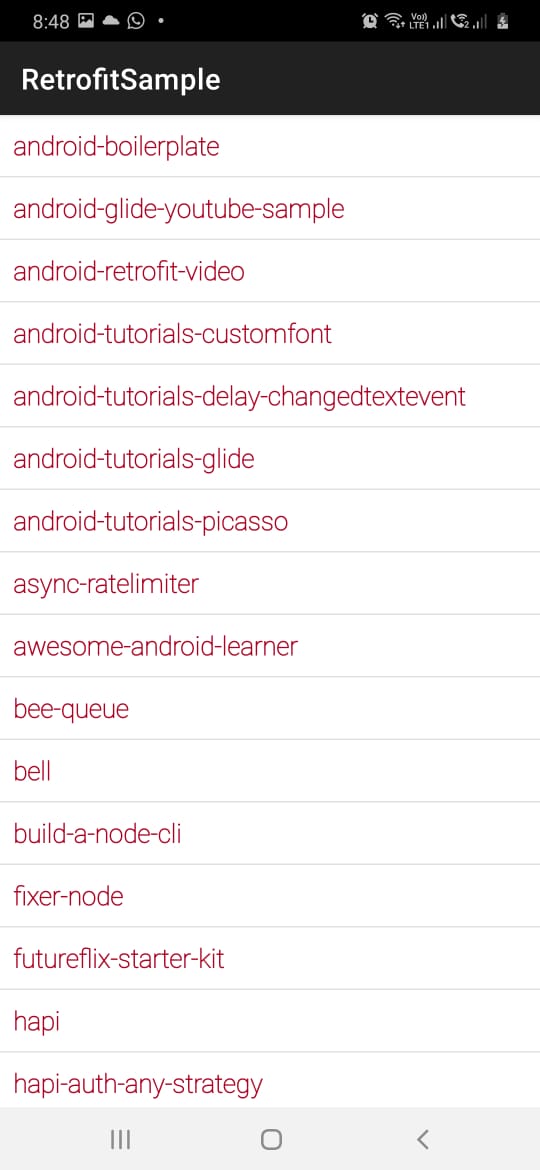 8:48
Vo)) LTE1
2
RetrofitSample
android-boilerplate
android-glide-youtube-sample
android-retrofit-video
android-tutorials-customfont
android-tutorials-delay-changedtextevent
android-tutorials-glide
android-tutorials-picasso
async-ratelimiter
awesome-android-learner
bee-queue
bell
build-a-node-cli
fixer-node
futureflix-starter-kit
hapi
hapi-auth-any-strategy